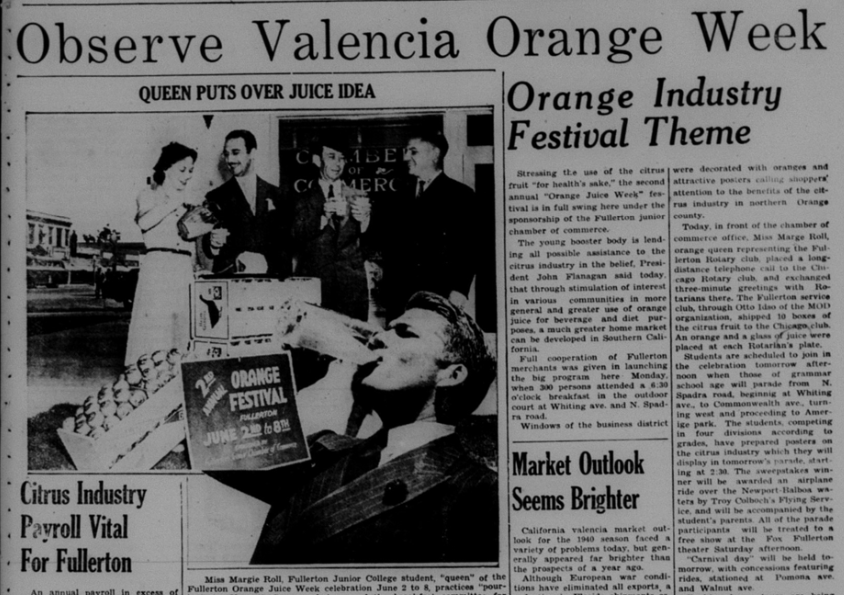 Observe Valencia Orange Week
QUEEN PUTS OVER JUICE IDEA
CHAMBER
OF
COMMERC
2ND
ANNUAL
ORANGE
FESTIVAL
FULLERTON
JUNE 2ND to 8TH
Citrus Industry
Payroll Vital
For Fullerton
An annual payroll in excess of
Miss Margie Roll, Fullerton Junior College student, "queen" of the
Fullerton Orange Juice Week celebration June 2 to 8, practices "pour-
Orange Industry
Festival Theme
Stressing the use of the citrus
fruit "for health's sake," the second
annual "Orange Juice Week" fes-
tival is in full swing here under the
sponsorship of the Fullerton junior
chamber of commerce.
The young booster body is lend-
ing all possible assistance to the
citrus industry in the belief, Presi-
dent John Flanagan said today,
that through stimulation of interest
in various communities in more
general and greater use of orange
juice for beverage and diet pur-
poses, a much greater home market
can be developed in Southern Cali-
fornia.
Full cooperation of Fullerton
merchants was given in launching
the big program here Monday,
when 300 persons attended a 6:30
o'clock breakfast in the outdoor
court at Whiting ave. and N. Spad-
ra road.
Windows of the business district
were decorated with oranges and
attractive posters calling shoppers'
attention to the benefits of the cit-
rus industry in northern Orange
county.
Today, in front of the chamber of
commerce office, Miss Margie Roll,
orange queen representing the Ful-
lerton Rotary club, placed a long-
distance telephone call to the Chi-
cago Rotary club, and exchanged
three-minute greetings with Ro-
tarians there. The Fullerton service
club, through Otto Idso of the MOD
organization, shipped 10 boxes of
the citrus fruit to the Chicago club.
An orange and a glass of juice were
placed at each Rotarian's plate.
Students are scheduled to join in
the celebration tomorrow after-
noon when those of grammar
school age will parade from N.
Spadra road, beginnig at Whiting
ave., to Commonwealth ave., turn-
ing west and proceeding to Amer-
ige park. The students, competing
in four divisions according to
grades, have prepared posters on
the citrus industry which they will
display in tomorrow's parade, start-
ing at 2:30. The sweepstakes win-
ner will be awarded an airplane
ride over the Newport-Balboa wa-
ters by Troy Colboch's Flying Serv-
ice, and will be accompanied by the
student's parents. All of the parade
participants will be treated to a
free show at the Fox Fullerton
theater Saturday afternoon.
"Carnival day" will be held to-
morrow, with concessions featuring
rides, stationed at Pomona ave.
and Walnut ave.
Market Outlook
Seems Brighter
California valencia market out-
look for the 1940 season faced a
variety of problems today, but gen-
erally appeared far brighter than
the prospects of a year ago.
Although European war condi-
tions have eliminated all exports, a